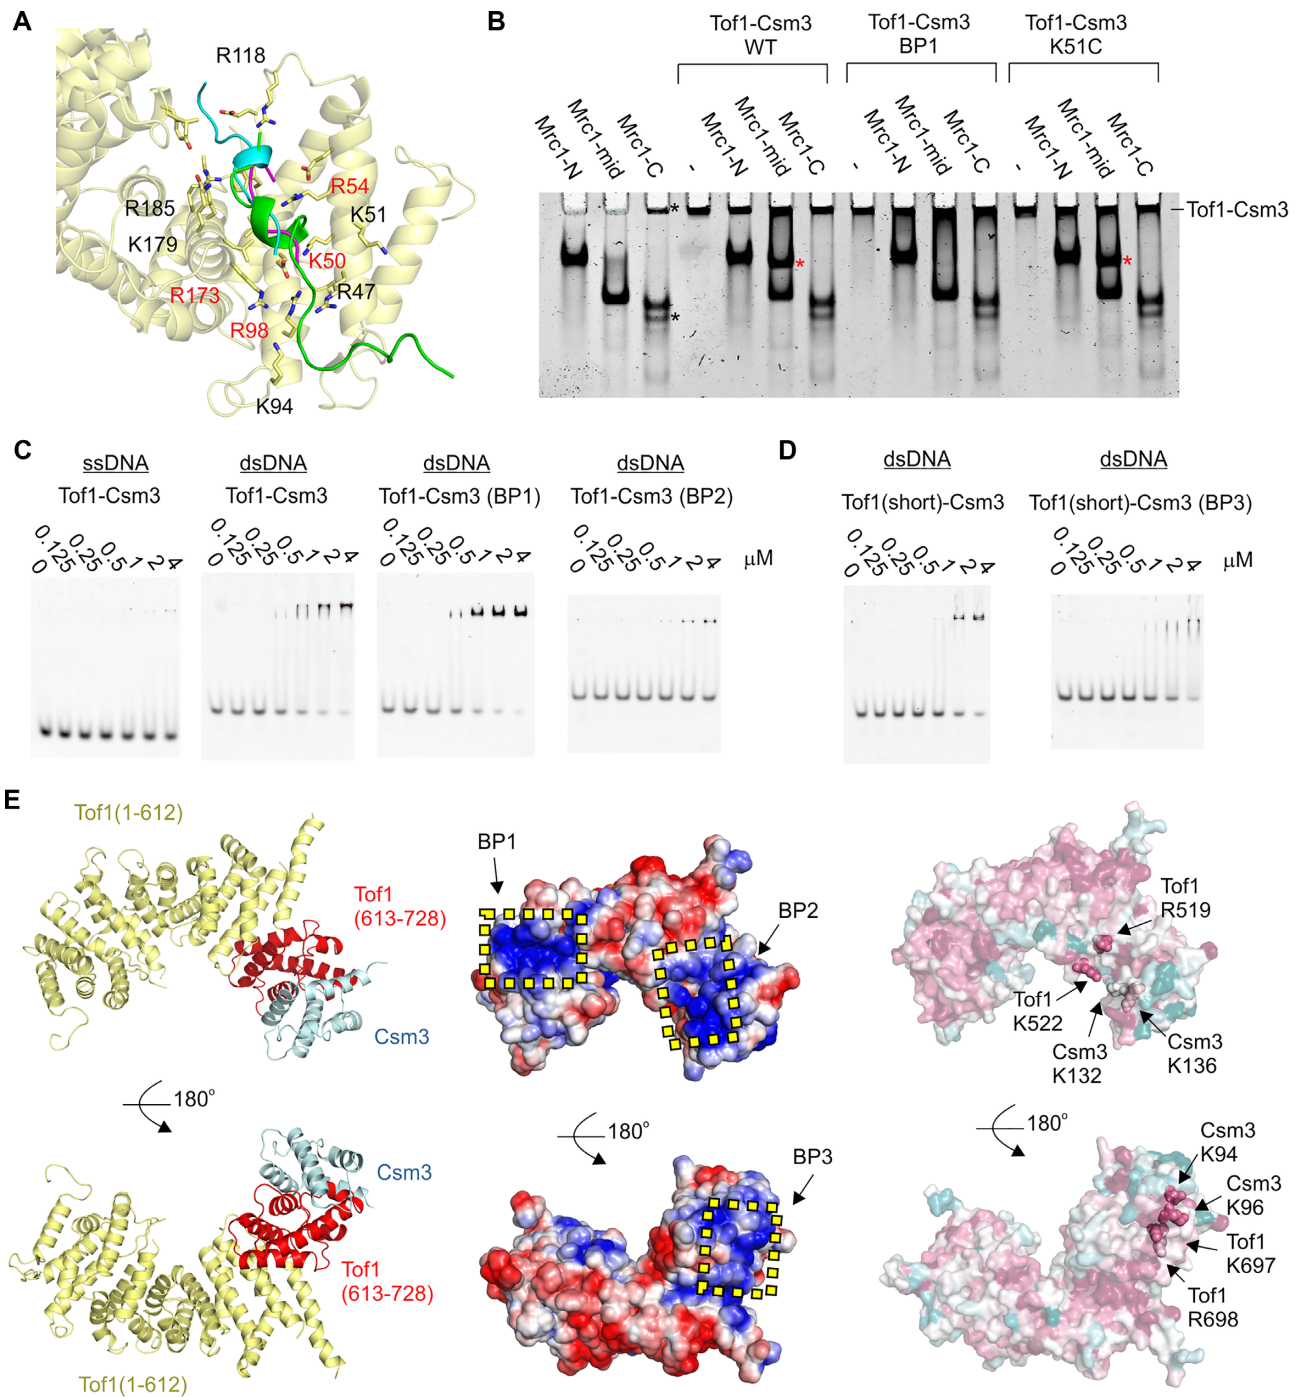 A
R118
R185
K179
R54
K51
K50
R47
R173
R98
K94
B
Tof1-Csm3
WT
Tof1-Csm3
BP1
Tof1-Csm3
K51C
Mrc1-N
Mrc1-mid
Mrc1-C
-
Mrc1-N
Mrc1-mid
Mrc1-C
-
Mrc1-N
Mrc1-mid
Mrc1-C
-
Mrc1-N
Mrc1-mid
Mrc1-C
*
*
*
*
Tof1-Csm3
C
ssDNA
Tof1-Csm3
0 0.125 0.25 0.5 1 2 4
dsDNA
Tof1-Csm3
0 0.125 0.25 0.5 1 2 4
dsDNA
Tof1-Csm3 (BP1)
0 0.125 0.25 0.5 1 2 4
dsDNA
Tof1-Csm3 (BP2)
0 0.125 0.25 0.5 1 2 4
μM
D
dsDNA
Tof1(short)-Csm3
0 0.125 0.25 0.5 1 2 4
dsDNA
Tof1(short)-Csm3 (BP3)
0 0.125 0.25 0.5 1 2 4
μM
E
Tof1(1-612)
Tof1
(613-728)
Csm3
BP1
BP2
Tof1
R519
Tof1
K522
Csm3
K132
Csm3
K136
180°
180°
180°
Csm3
Tof1
(613-728)
Tof1(1-612)
BP3
Csm3
K94
Csm3
K96
Tof1
K697
Tof1
R698